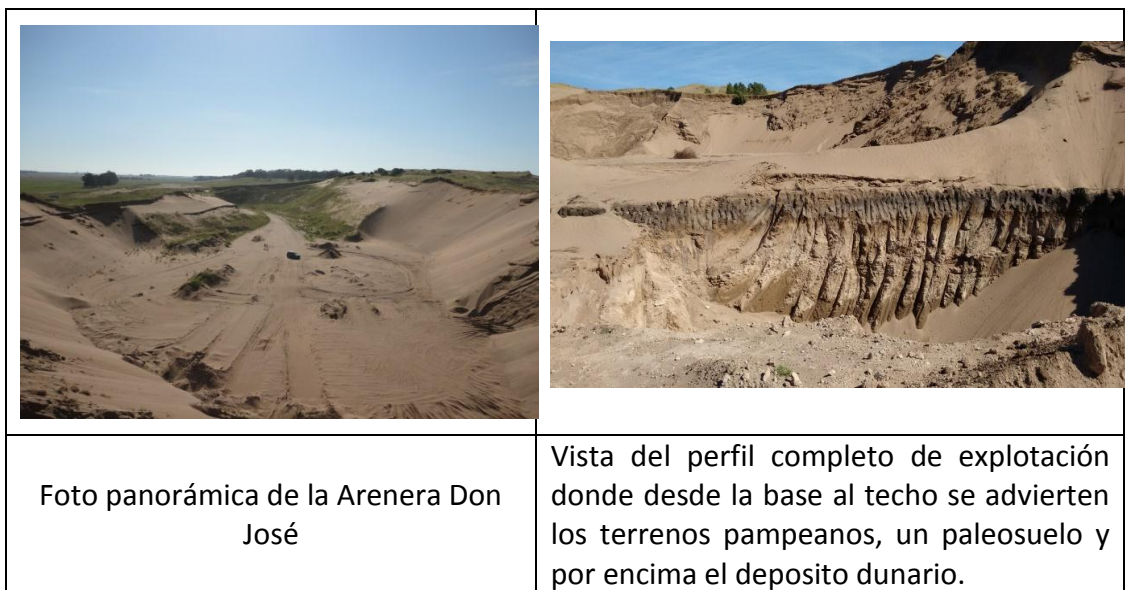 Foto panorámica de la Arenera Don
José
Vista del perfil completo de explotación
donde desde la base al techo se advierten
los terrenos pampeanos, un paleosuelo y
por encima el deposito dunario.